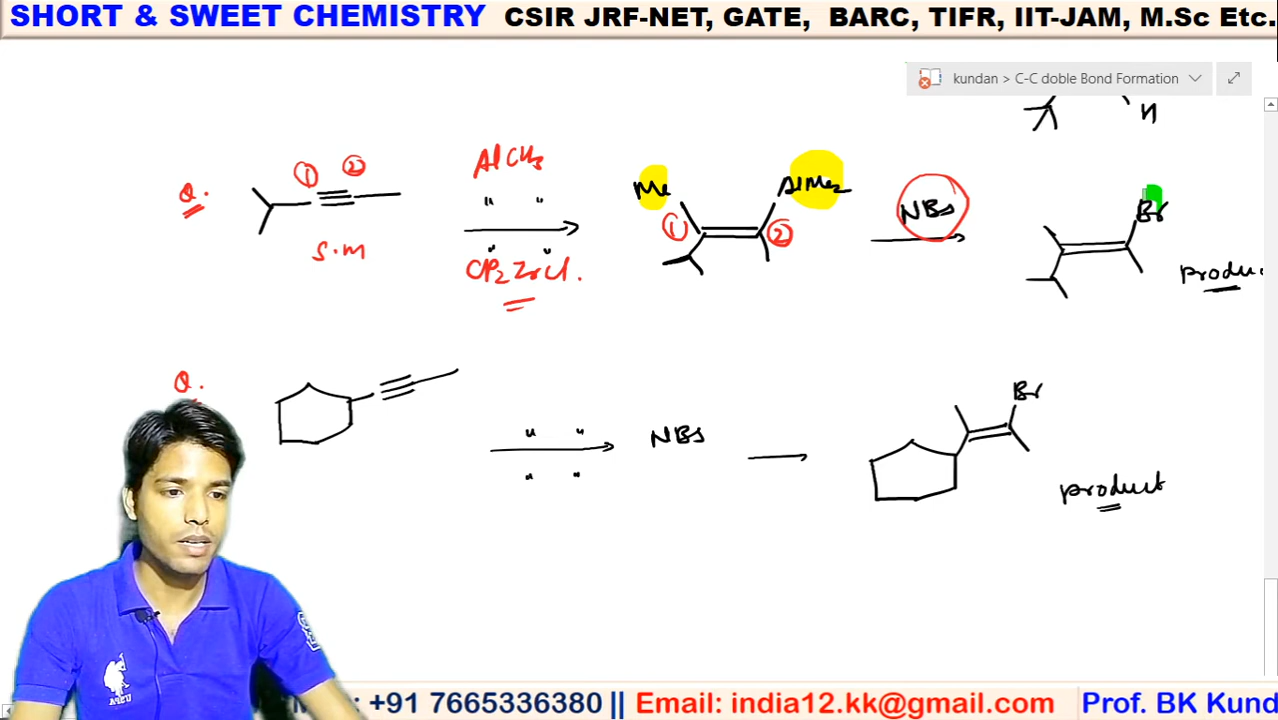 SHORT & SWEET CHEMISTRY CSIR JRF-NET, GATE, BARC, TIFR, IIT-JAM, M.Sc Etc.
kundan > C-C doble Bond Formation
H
Q.
① ②
S.M
AlCH3
" "
" "
CP2ZrCl.
Me AlMe2
① ②
NBS
Br
produc
Q.
" "
" "
NBS
Br
product
+91 7665336380 || Email: india12.kk@gmail.com Prof. BK Kund